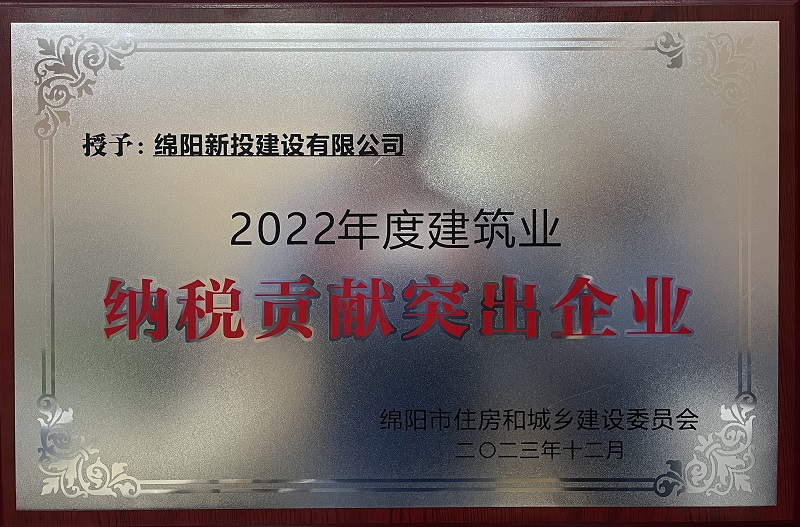 授予：绵阳新投建设有限公司
2022年度建筑业
纳税贡献突出企业
绵阳市住房和城乡建设委员会
二〇二三年十二月